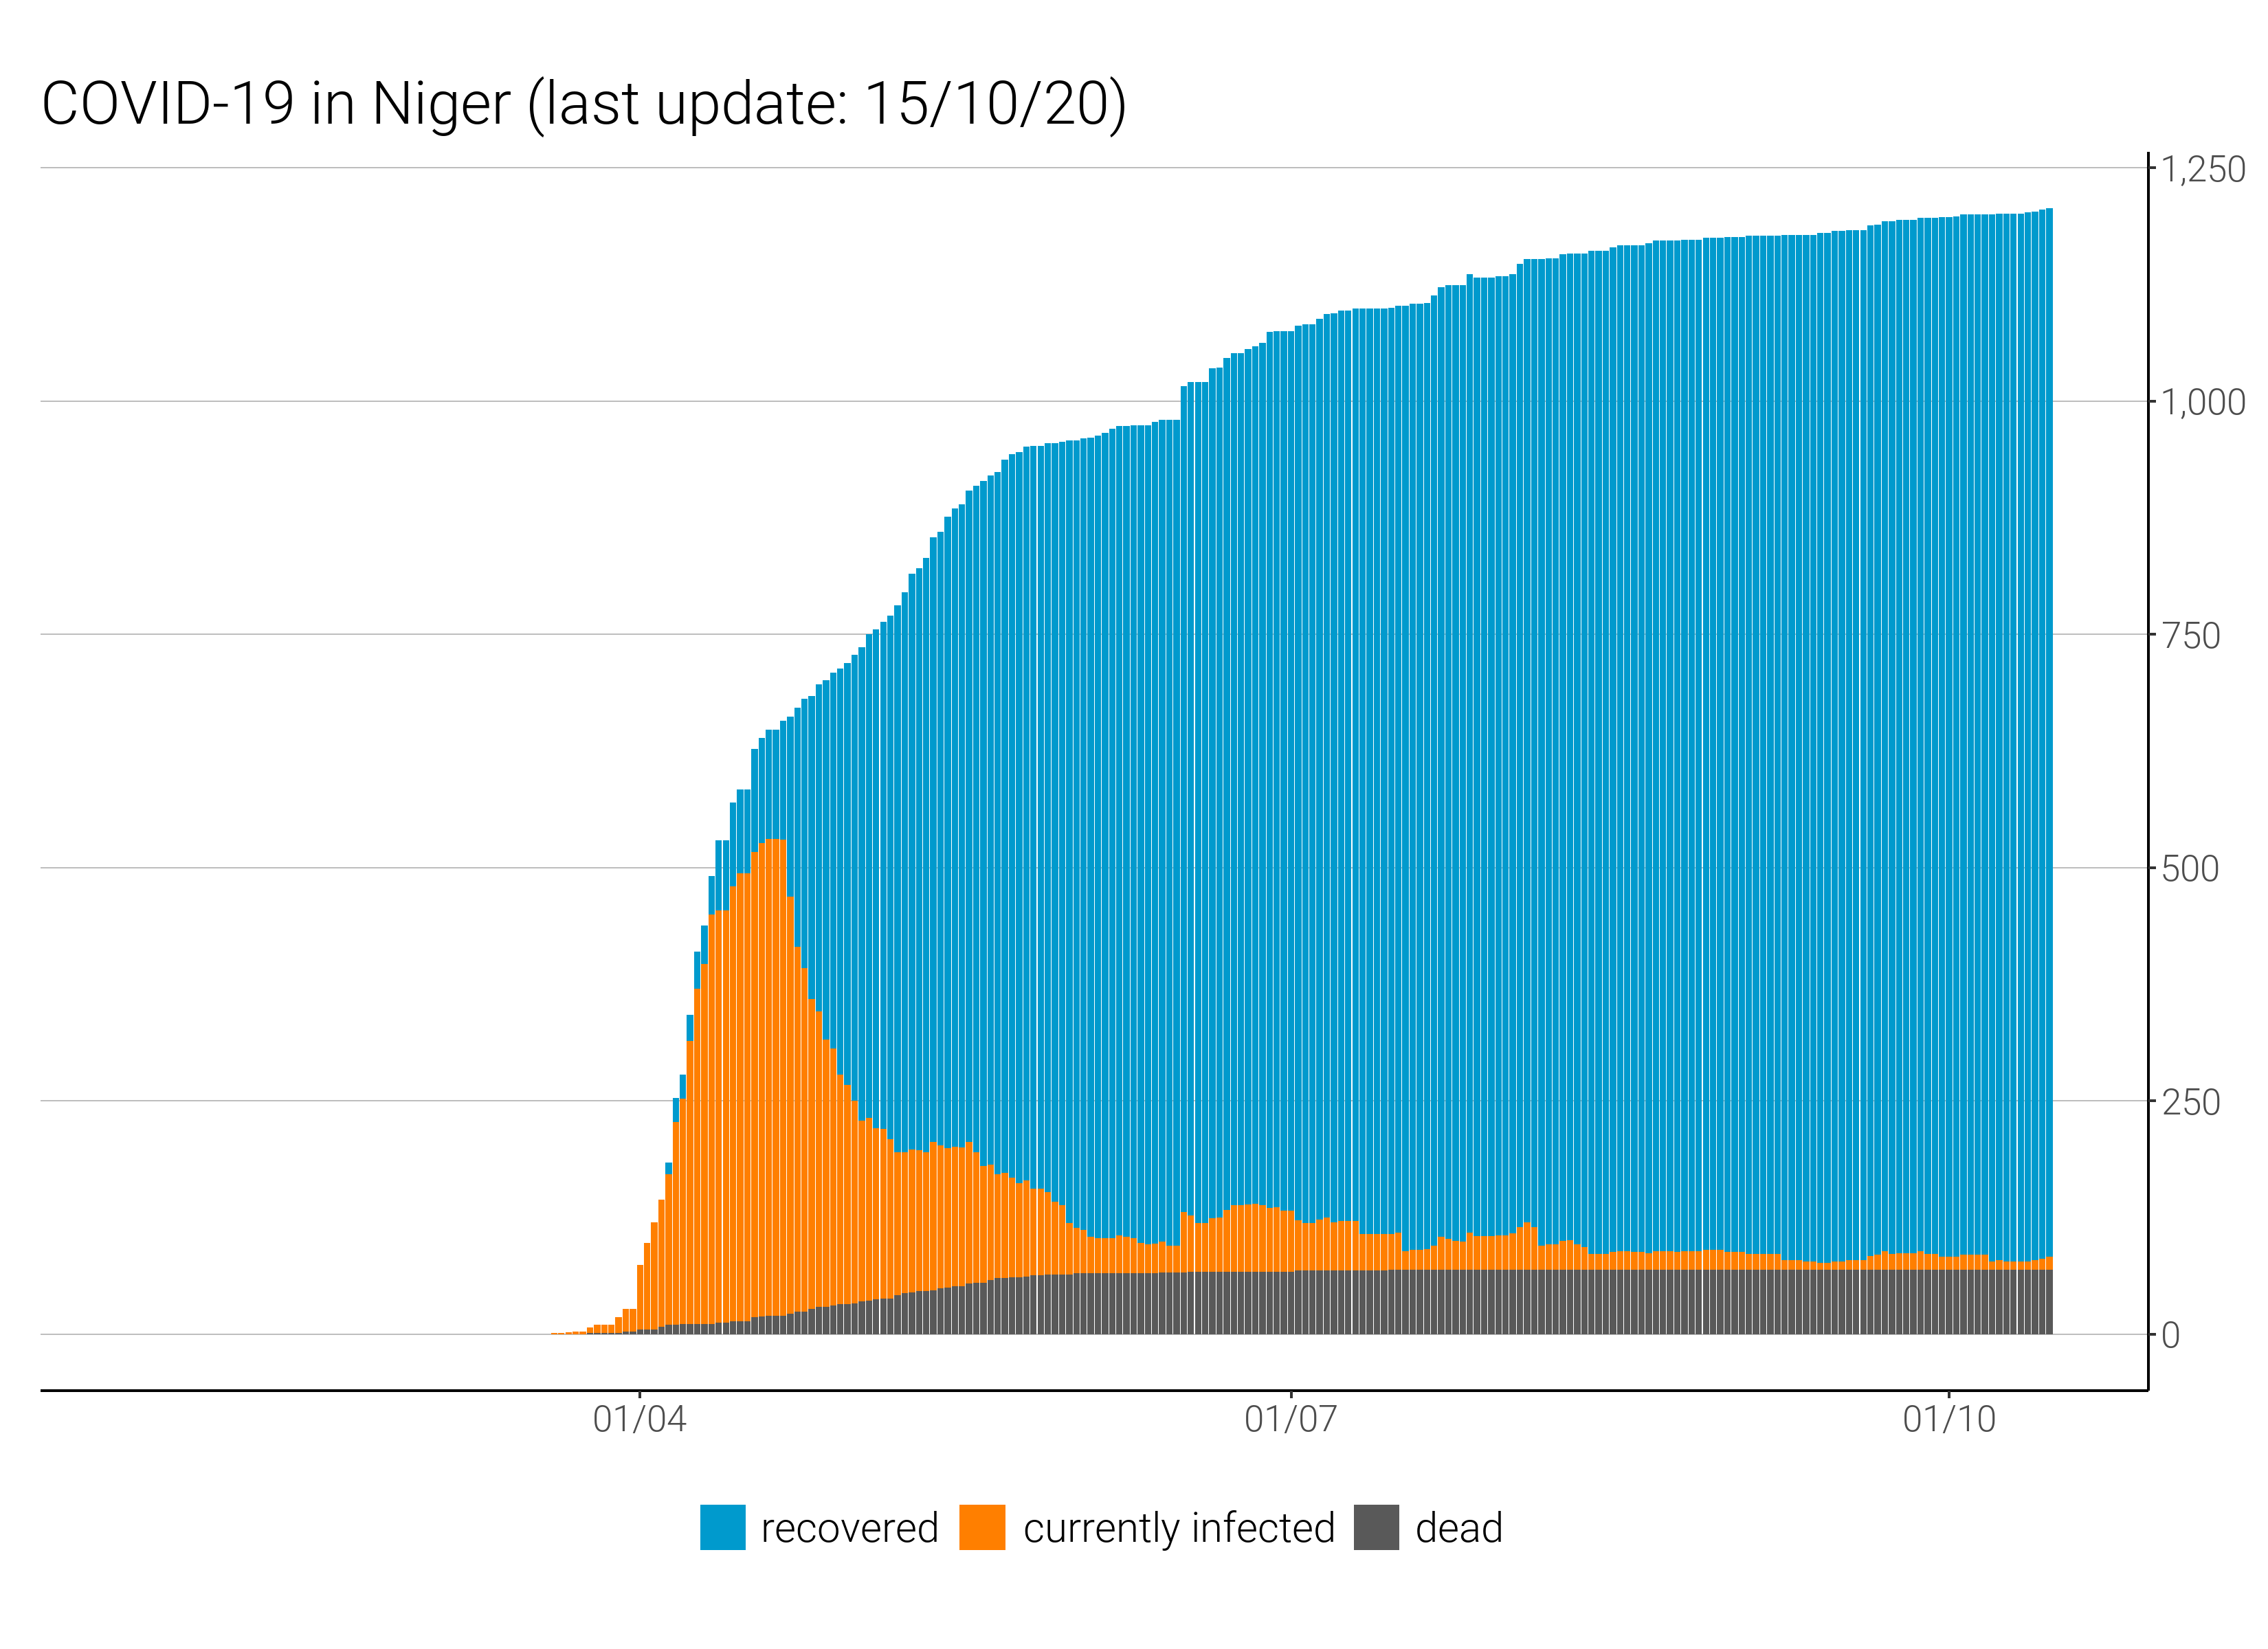 COVID-19 in Niger (last update: 15/10/20)
1,250
1,000
750
500
250
0
01/04 01/07 01/10
recovered currently infected dead